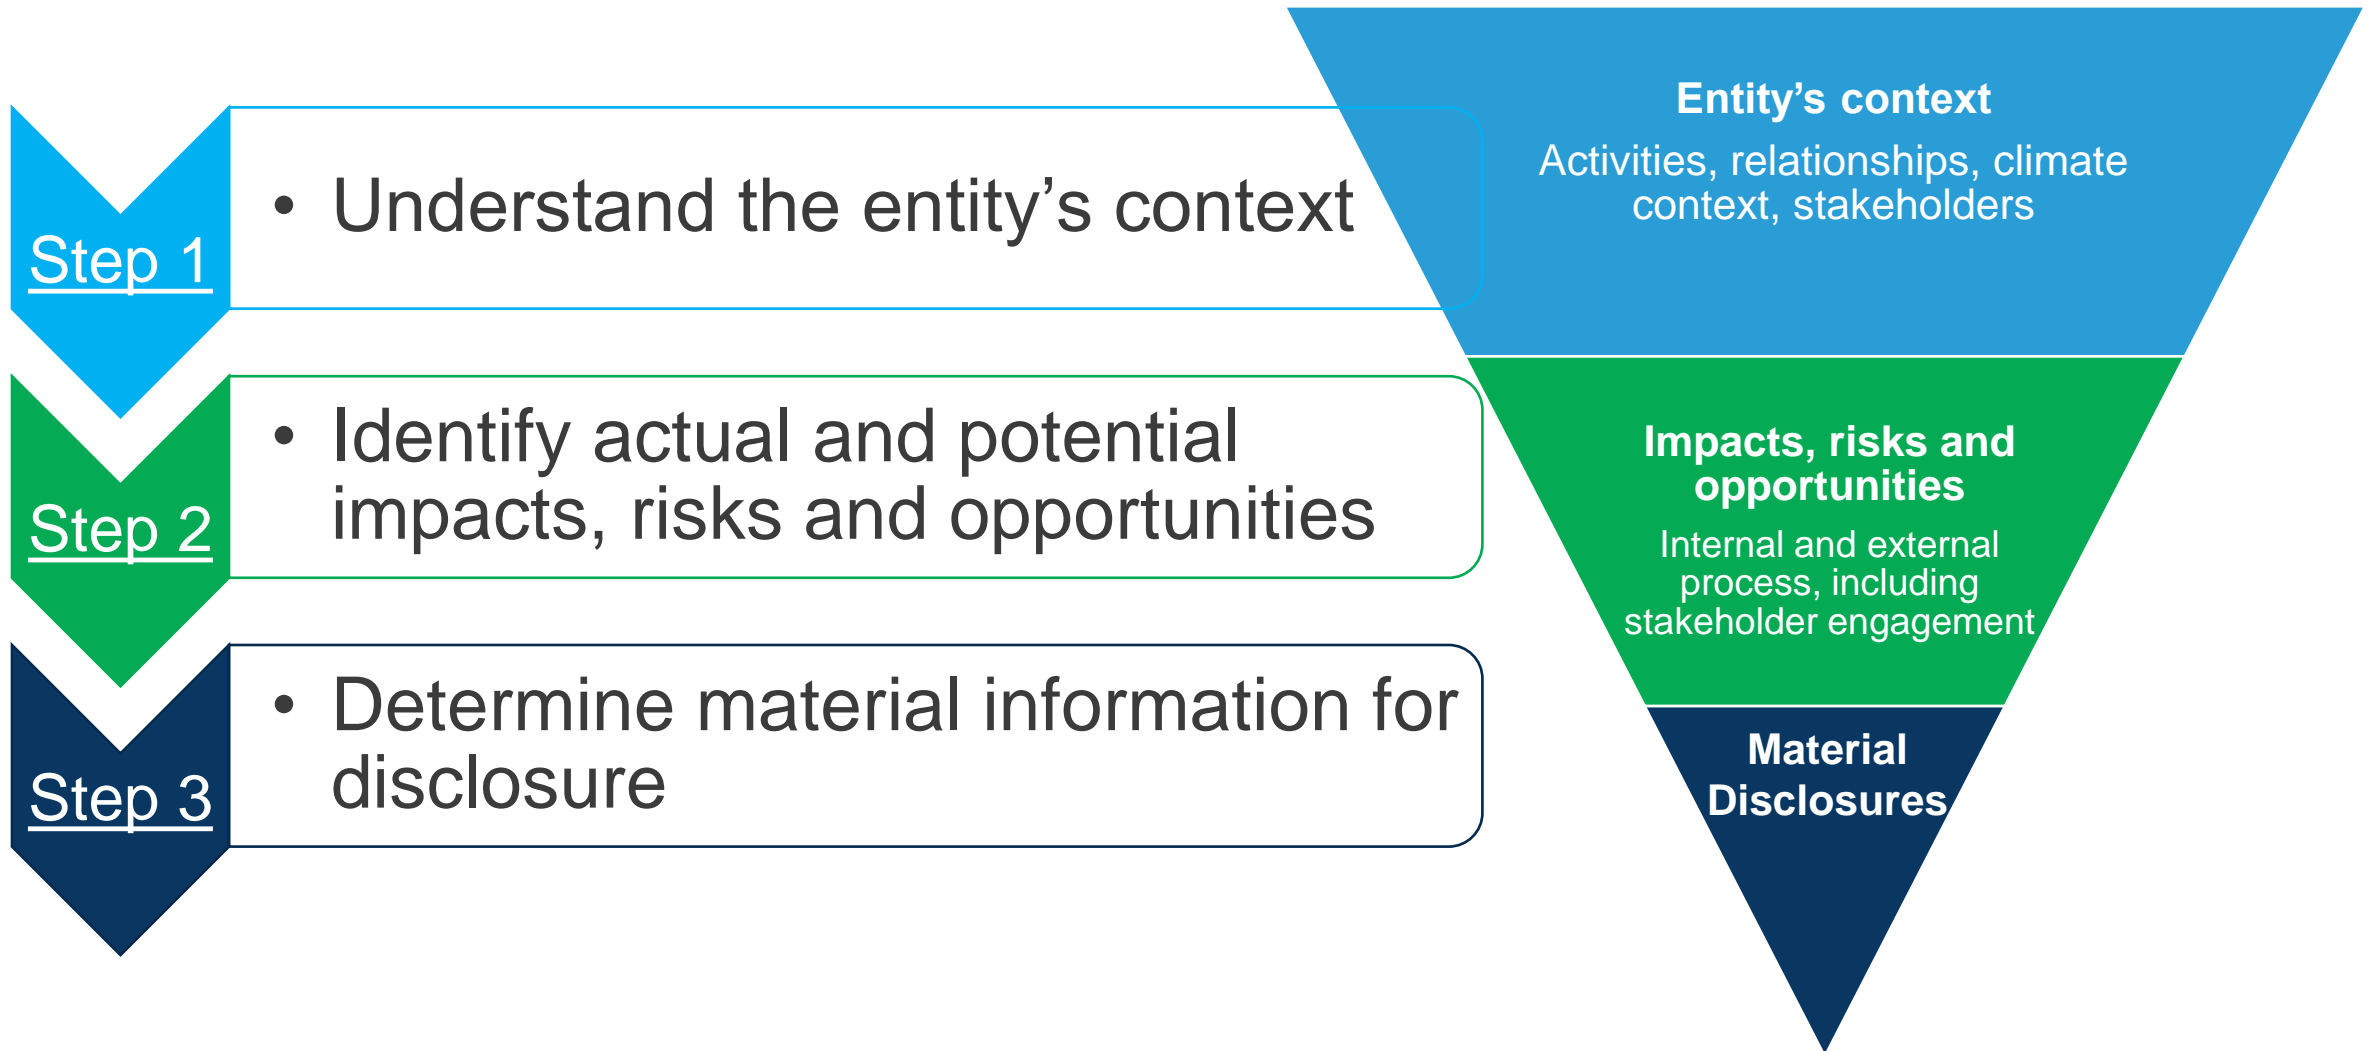 Step 1
• Understand the entity’s context
Step 2
• Identify actual and potential
impacts, risks and opportunities
Step 3
• Determine material information for
disclosure
Entity’s context
Activities, relationships, climate
context, stakeholders
Impacts, risks and
opportunities
Internal and external
process, including
stakeholder engagement
Material
Disclosures